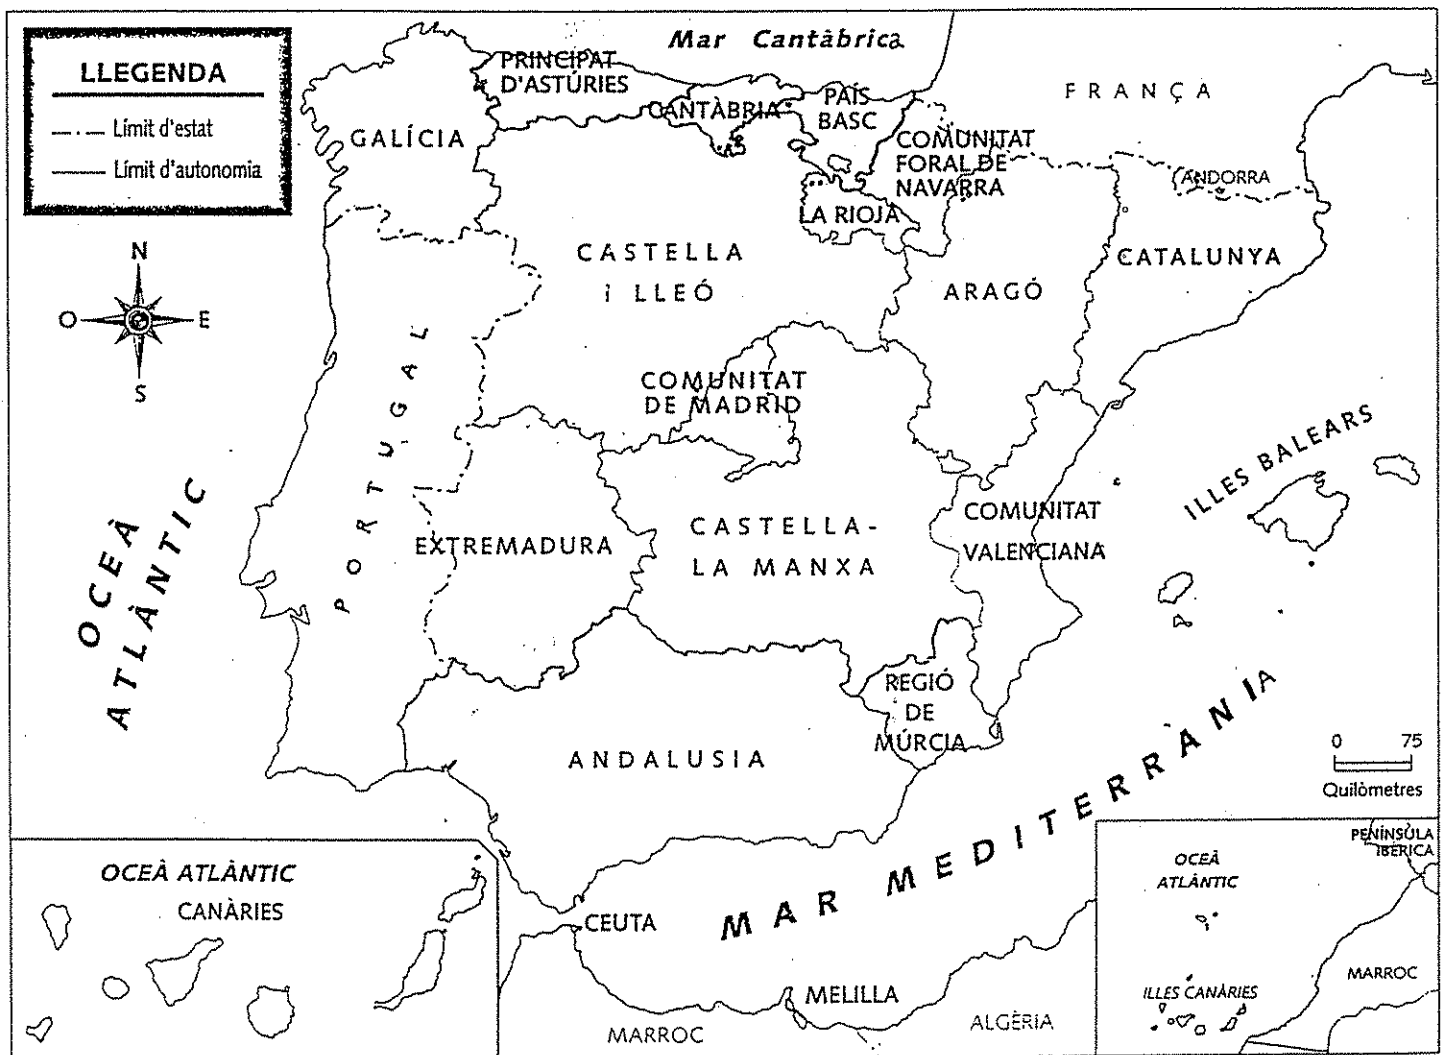 LLEGENDA
Límit d'estat
Límit d'autonomia
N
O
E
S
Mar Cantàbrica
FRANÇA
PRINCIPAT
D'ASTÚRIES
CANTÀBRIA
PAÍS
BASC
GALÍCIA
COMUNITAT
FORAL DE
NAVARRA
ANDORRA
LA RIOJA
CASTELLA
i LLEÓ
ARAGÓ
CATALUNYA
PORTUGAL
COMUNITAT
DE MADRID
ILLES BALEARS
OCEÀ
ATLÀNTIC
EXTREMADURA
CASTELLA-
LA MANXA
COMUNITAT
VALENCIANA
REGIÓ
DE
MÚRCIA
ANDALUSIA
MAR MEDITERRÀNIA
0 75
Quilòmetres
OCEÀ ATLÀNTIC
CANÀRIES
CEUTA
MELILLA
MARROC
ALGÈRIA
PENÍNSULA
IBÈRICA
OCEÀ
ATLÀNTIC
MARROC
ILLES CANÀRIES